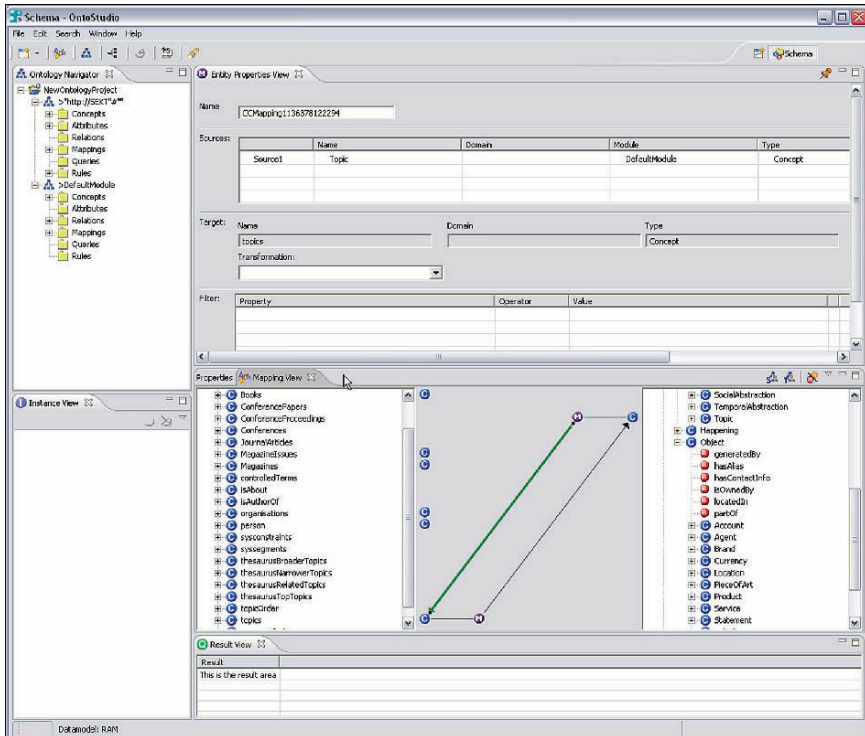 Schema - OntoStudio
File Edit Search Window Help
Schema
Ontology Navigator
NewOntologyProject
>"http://SEKT"#""
Concepts
Attributes
Relations
Mappings
Queries
Rules
>DefaultModule
Concepts
Attributes
Relations
Mappings
Queries
Rules
Entity Properties View
Name
CCMapping1136378122294
Sources:
Name Domain Module Type
Source1 Topic DefaultModule Concept
Target:
Name Domain Type
topics Concept
Transformation:
Filter:
Property Operator Value
Instance View
Properties Mapping View
Books
ConferencePapers
ConferenceProceedings
Conferences
JournalArticles
MagazineIssues
Magazines
controlledTerms
isAbout
isAuthorOf
organisations
person
sysconstraints
syssegments
thesaurusBroaderTopics
thesaurusNarrowerTopics
thesaurusRelatedTopics
thesaurusTopTopics
topicOrder
topics
C
C
C
C
C
M C
C M
SocialAbstraction
TemporalAbstraction
Topic
Happening
Object
generatedBy
hasAlias
hasContactInfo
isOwnedBy
locatedIn
partOf
Account
Agent
Brand
Currency
Location
PieceOfArt
Product
Service
Statement
Result View
Result
This is the result area
Datamodel: RAM